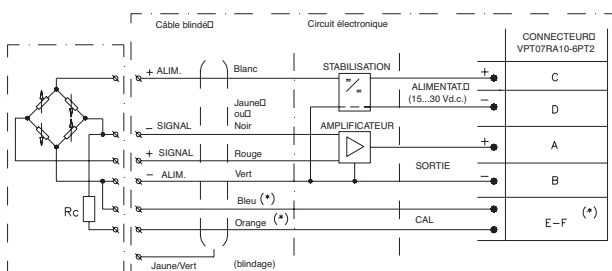 Câble blindé□ Circuit électronique
CONNECTEUR□
VPT07RA10-6PT2
+ ALIM. Blanc STABILISATION + C
Jaune□
ou□
Noir
ALIMENTAT.□
(15...30 Vd.c.)
− D
− SIGNAL AMPLIFICATEUR + A
+ SIGNAL Rouge
SORTIE
− ALIM. Vert − B
Bleu (*)
Rc
Orange (*) CAL E-F (*)
Jaune/Vert (blindage)